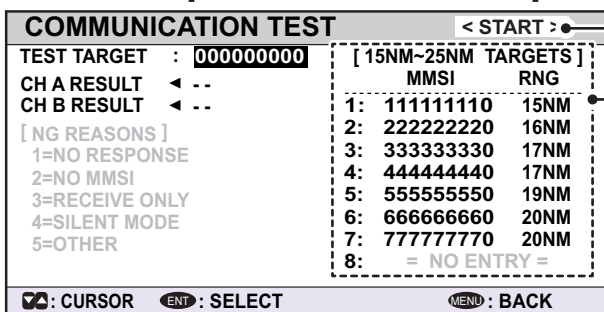 COMMUNICATION TEST
< START >
TEST TARGET : 000000000
CH A RESULT ◄ --
CH B RESULT ◄ --
[ NG REASONS ]
1=NO RESPONSE
2=NO MMSI
3=RECEIVE ONLY
4=SILENT MODE
5=OTHER
[ 15NM~25NM TARGETS ]
MMSI RNG
1: 111111110 15NM
2: 222222220 16NM
3: 333333330 17NM
4: 444444440 17NM
5: 555555550 19NM
6: 666666660 20NM
7: 777777770 20NM
8: = NO ENTRY =
▼▲: CURSOR ENT : SELECT MENU : BACK